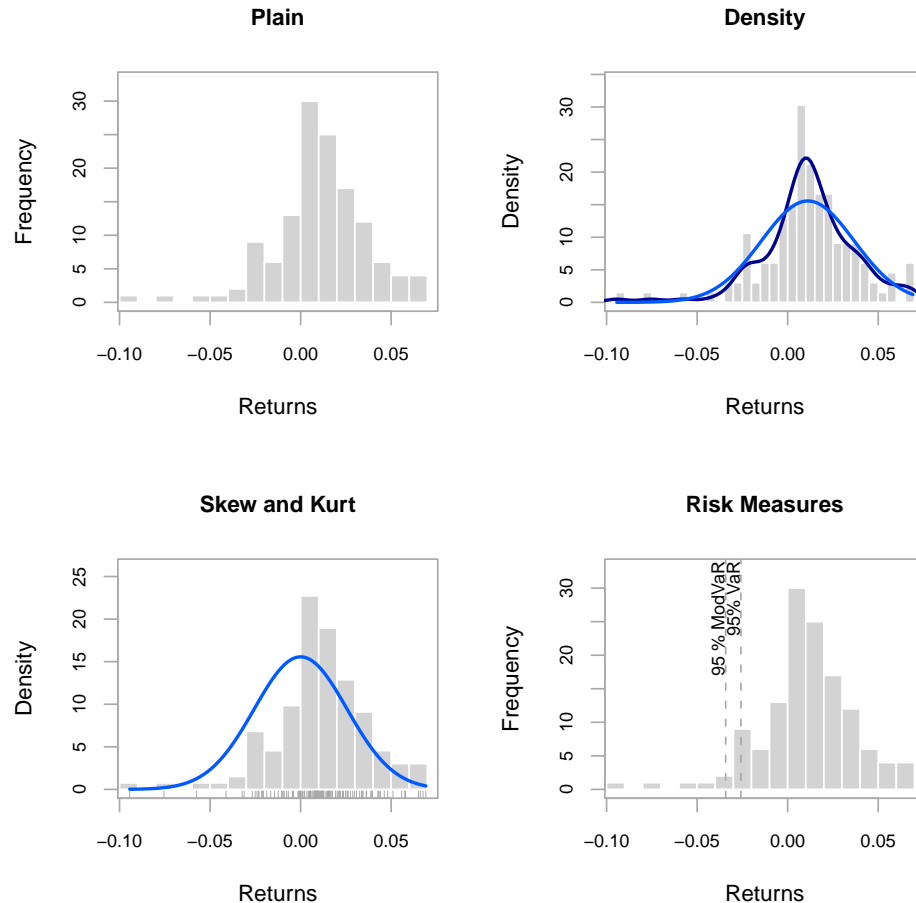 Plain
Frequency
0 5 10 20 30
−0.10 −0.05 0.00 0.05
Returns
Density
Density
0 5 10 20 30
−0.10 −0.05 0.00 0.05
Returns
Skew and Kurt
Density
0 5 10 15 20 25
−0.10 −0.05 0.00 0.05
Returns
Risk Measures
Frequency
0 5 10 20 30
95 % ModVaR
95% VaR
−0.10 −0.05 0.00 0.05
Returns